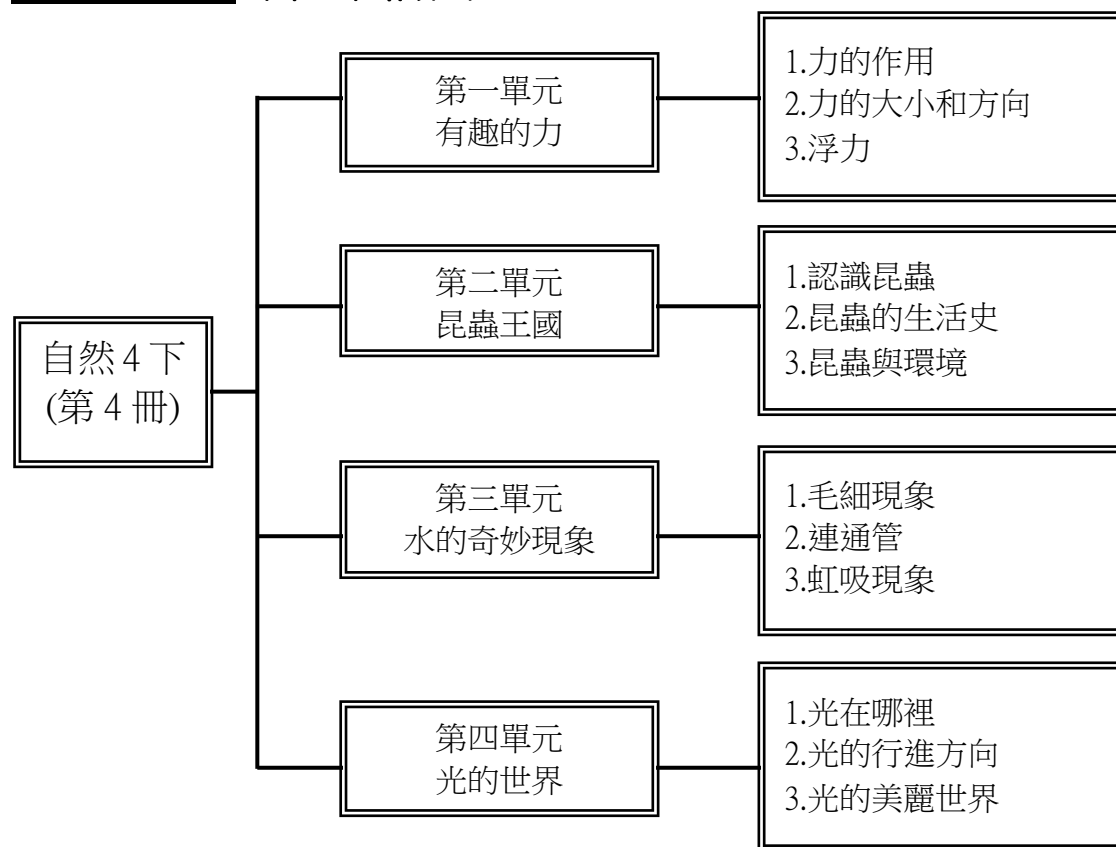 自然4下
(第4冊)
第一單元
有趣的力
1.力的作用
2.力的大小和方向
3.浮力
第二單元
昆蟲王國
1.認識昆蟲
2.昆蟲的生活史
3.昆蟲與環境
第三單元
水的奇妙現象
1.毛細現象
2.連通管
3.虹吸現象
第四單元
光的世界
1.光在哪裡
2.光的行進方向
3.光的美麗世界